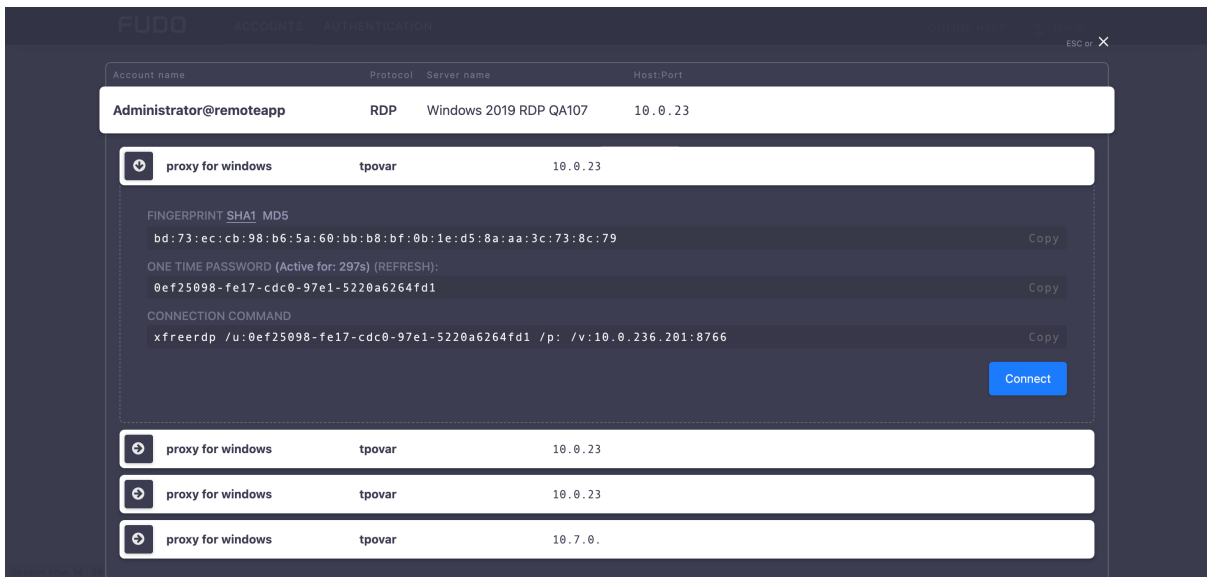 FUDO ACCOUNTS AUTHENTICATION
ESC or
Account name Protocol Server name Host:Port
Administrator@remoteapp RDP Windows 2019 RDP QA107 10.0.23
proxy for windows tpovar 10.0.23
FINGERPRINT SHA1 MD5
bd:73:ec:cb:98:b6:5a:60:bb:b8:bf:0b:1e:d5:8a:aa:3c:73:8c:79 Copy
ONE TIME PASSWORD (Active for: 297s) (REFRESH):
0ef25098-fe17-cdc0-97e1-5220a6264fd1 Copy
CONNECTION COMMAND
xfreerdp /u:0ef25098-fe17-cdc0-97e1-5220a6264fd1 /p: /v:10.0.236.201:8766 Copy
Connect
proxy for windows tpovar 10.0.23
proxy for windows tpovar 10.0.23
proxy for windows tpovar 10.7.0.